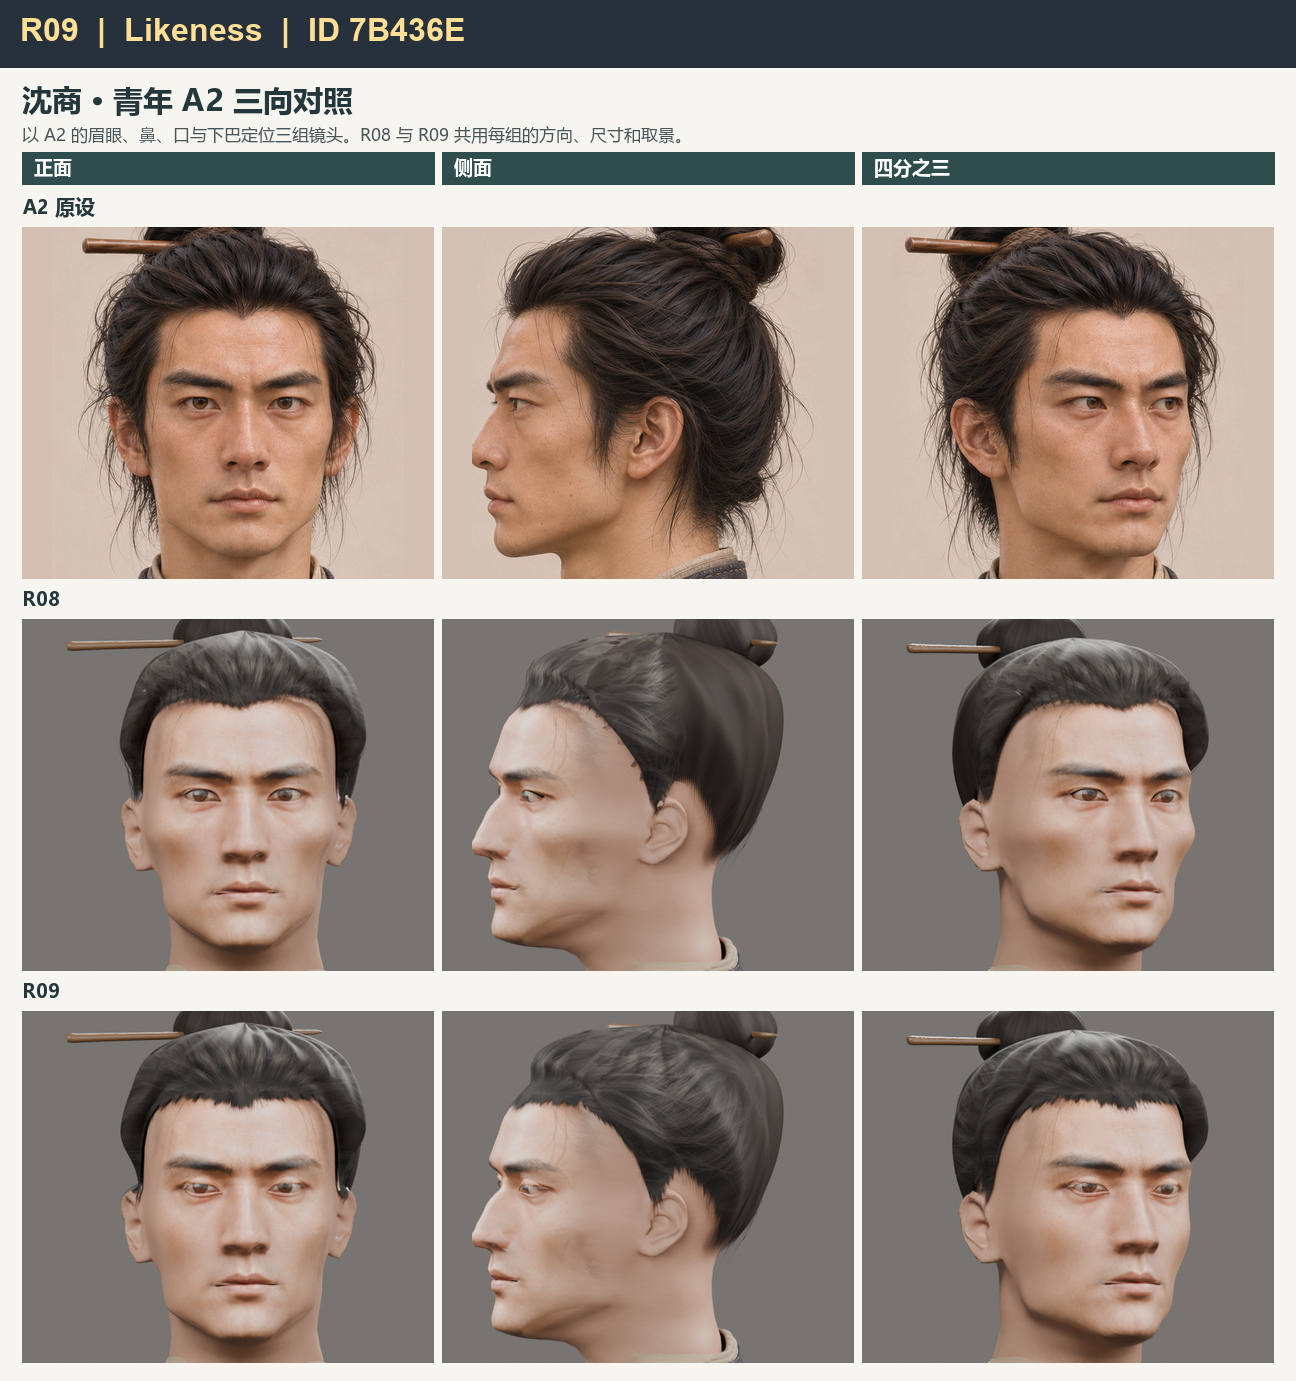 R09 | Likeness | ID 7B436E
沈商 • 青年 A2 三向对照
以 A2 的眉眼、鼻、口与下巴定位三组镜头。R08 与 R09 共用每组的方向、尺寸和取景。
正面 侧面 四分之三
A2 原设
R08
R09